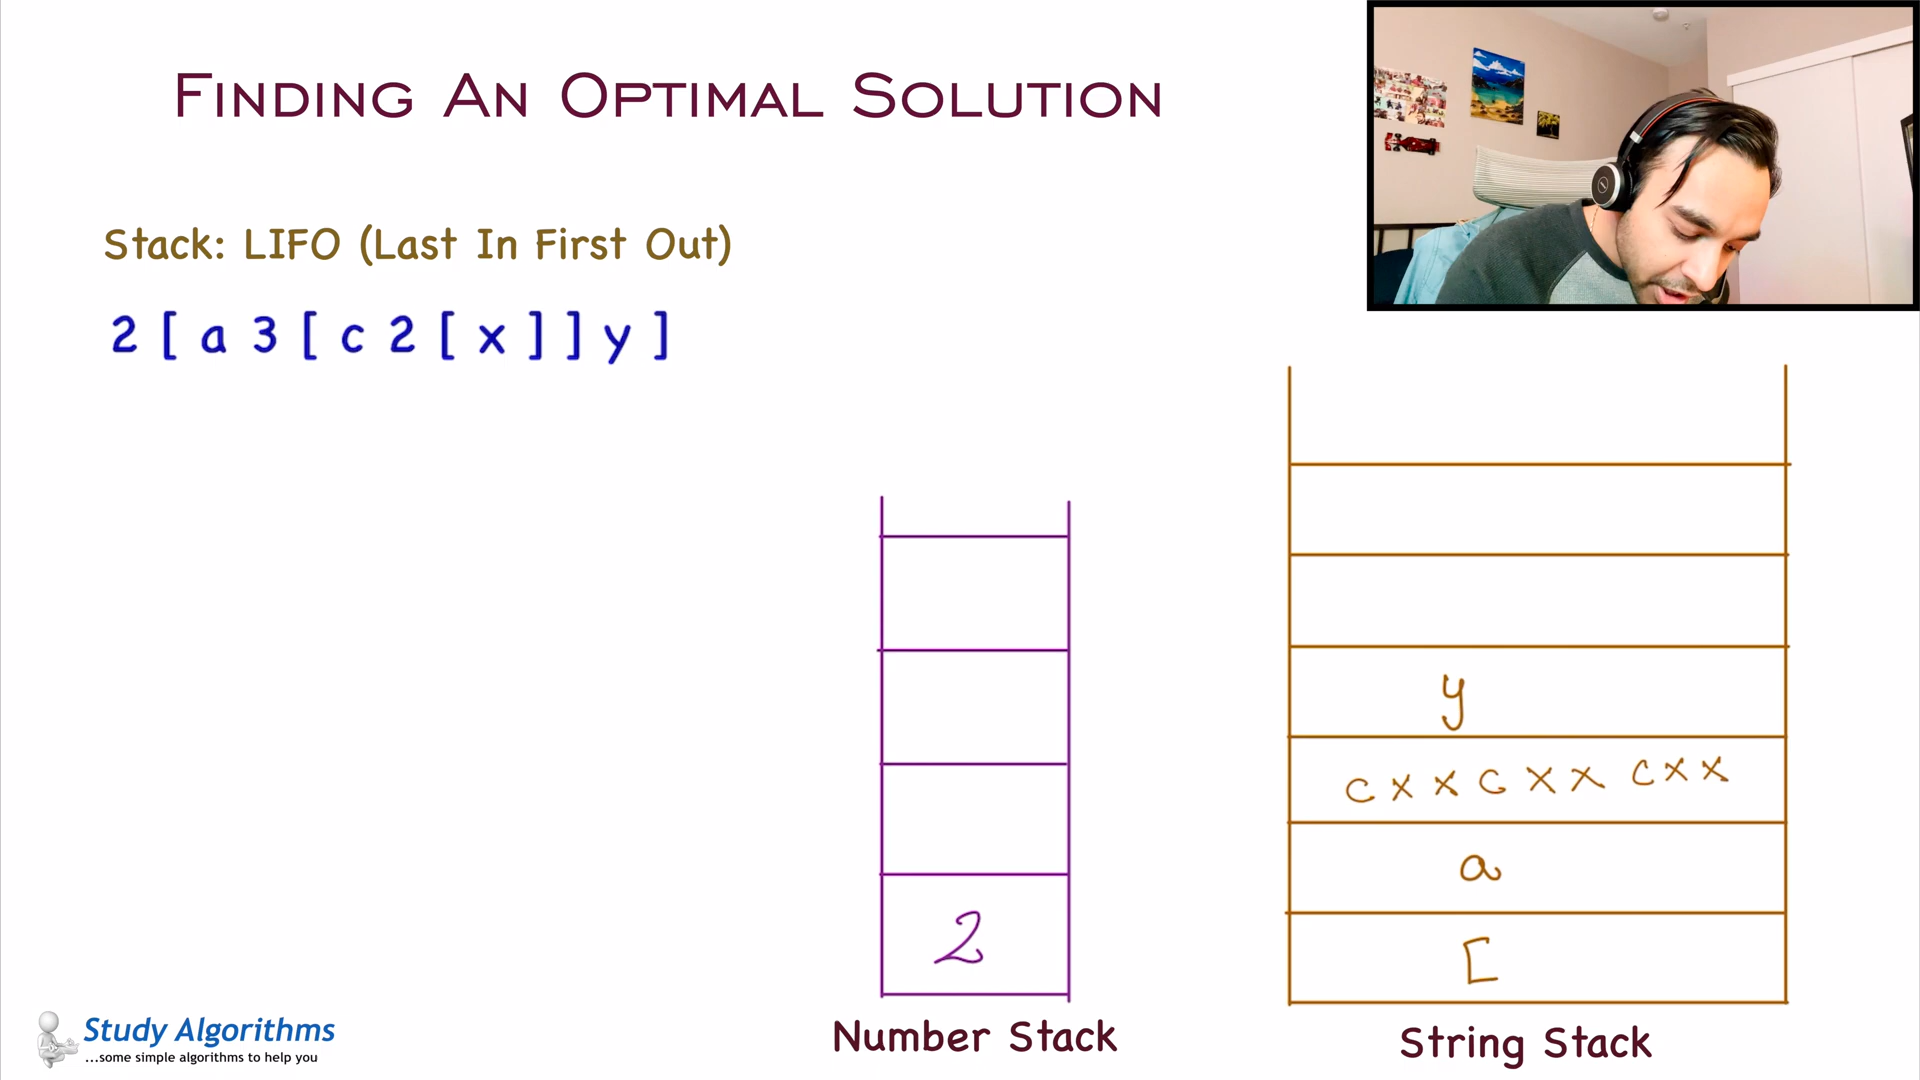 Finding An Optimal Solution
Stack: LIFO (Last In First Out)
2 [ a 3 [ c 2 [ x ] ] y ]
y
c x x c x x c x x
a
2
[
Number Stack
String Stack
Study Algorithms
...some simple algorithms to help you